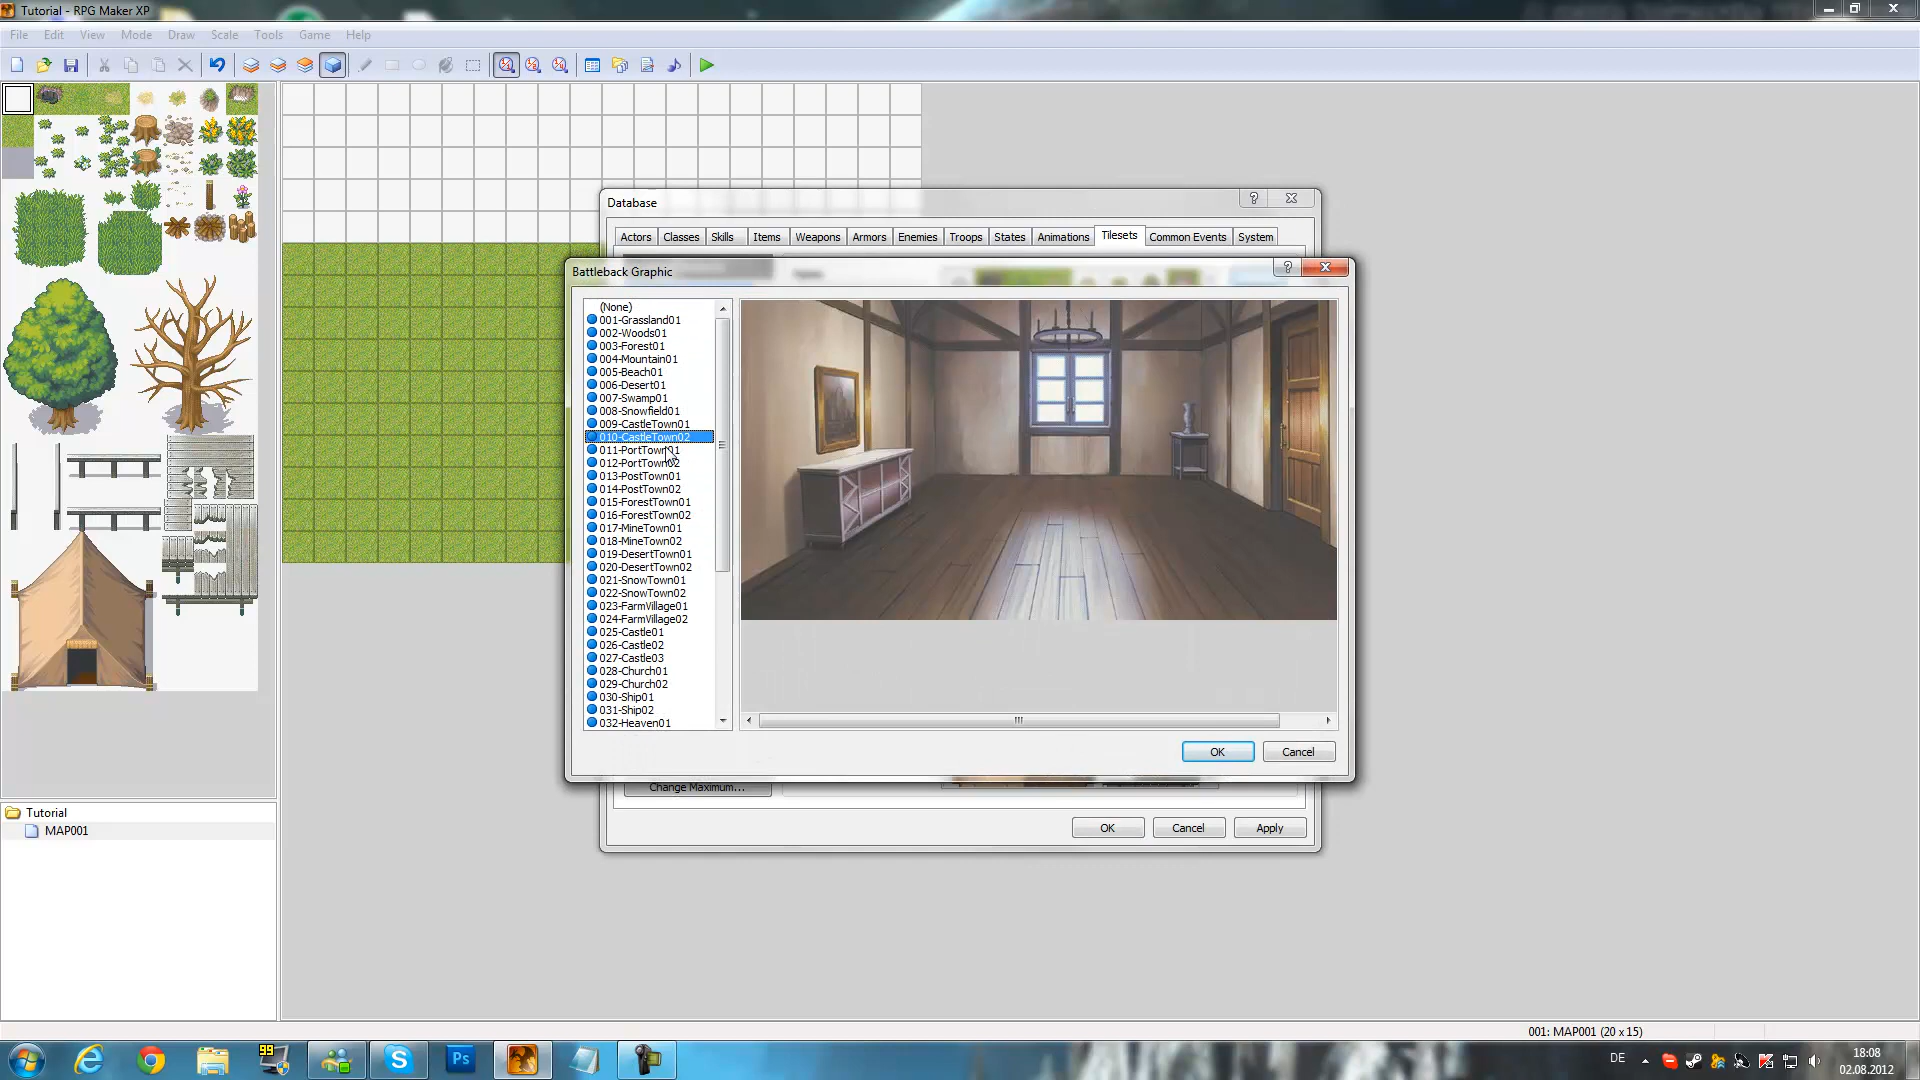 Tutorial - RPG Maker XP
File Edit View Mode Draw Scale Tools Game Help
Database
Actors Classes Skills Items Weapons Armors Enemies Troops States Animations Tilesets Common Events System
Battleback Graphic
(None)
001-Grassland01
002-Woods01
003-Forest01
004-Mountain01
005-Beach01
006-Desert01
007-Swamp01
008-Snowfield01
009-CastleTown01
010-CastleTown02
011-PortTown01
012-PortTown02
013-PostTown01
014-PostTown02
015-ForestTown01
016-ForestTown02
017-MineTown01
018-MineTown02
019-DesertTown01
020-DesertTown02
021-SnowTown01
022-SnowTown02
023-FarmVillage01
024-FarmVillage02
025-Castle01
026-Castle02
027-Castle03
028-Church01
029-Church02
030-Ship01
031-Ship02
032-Heaven01
OK Cancel
Change Maximum...
OK Cancel Apply
Tutorial
MAP001
001: MAP001 (20 x 15)
99
Ps
DE
18:08
02.08.2012